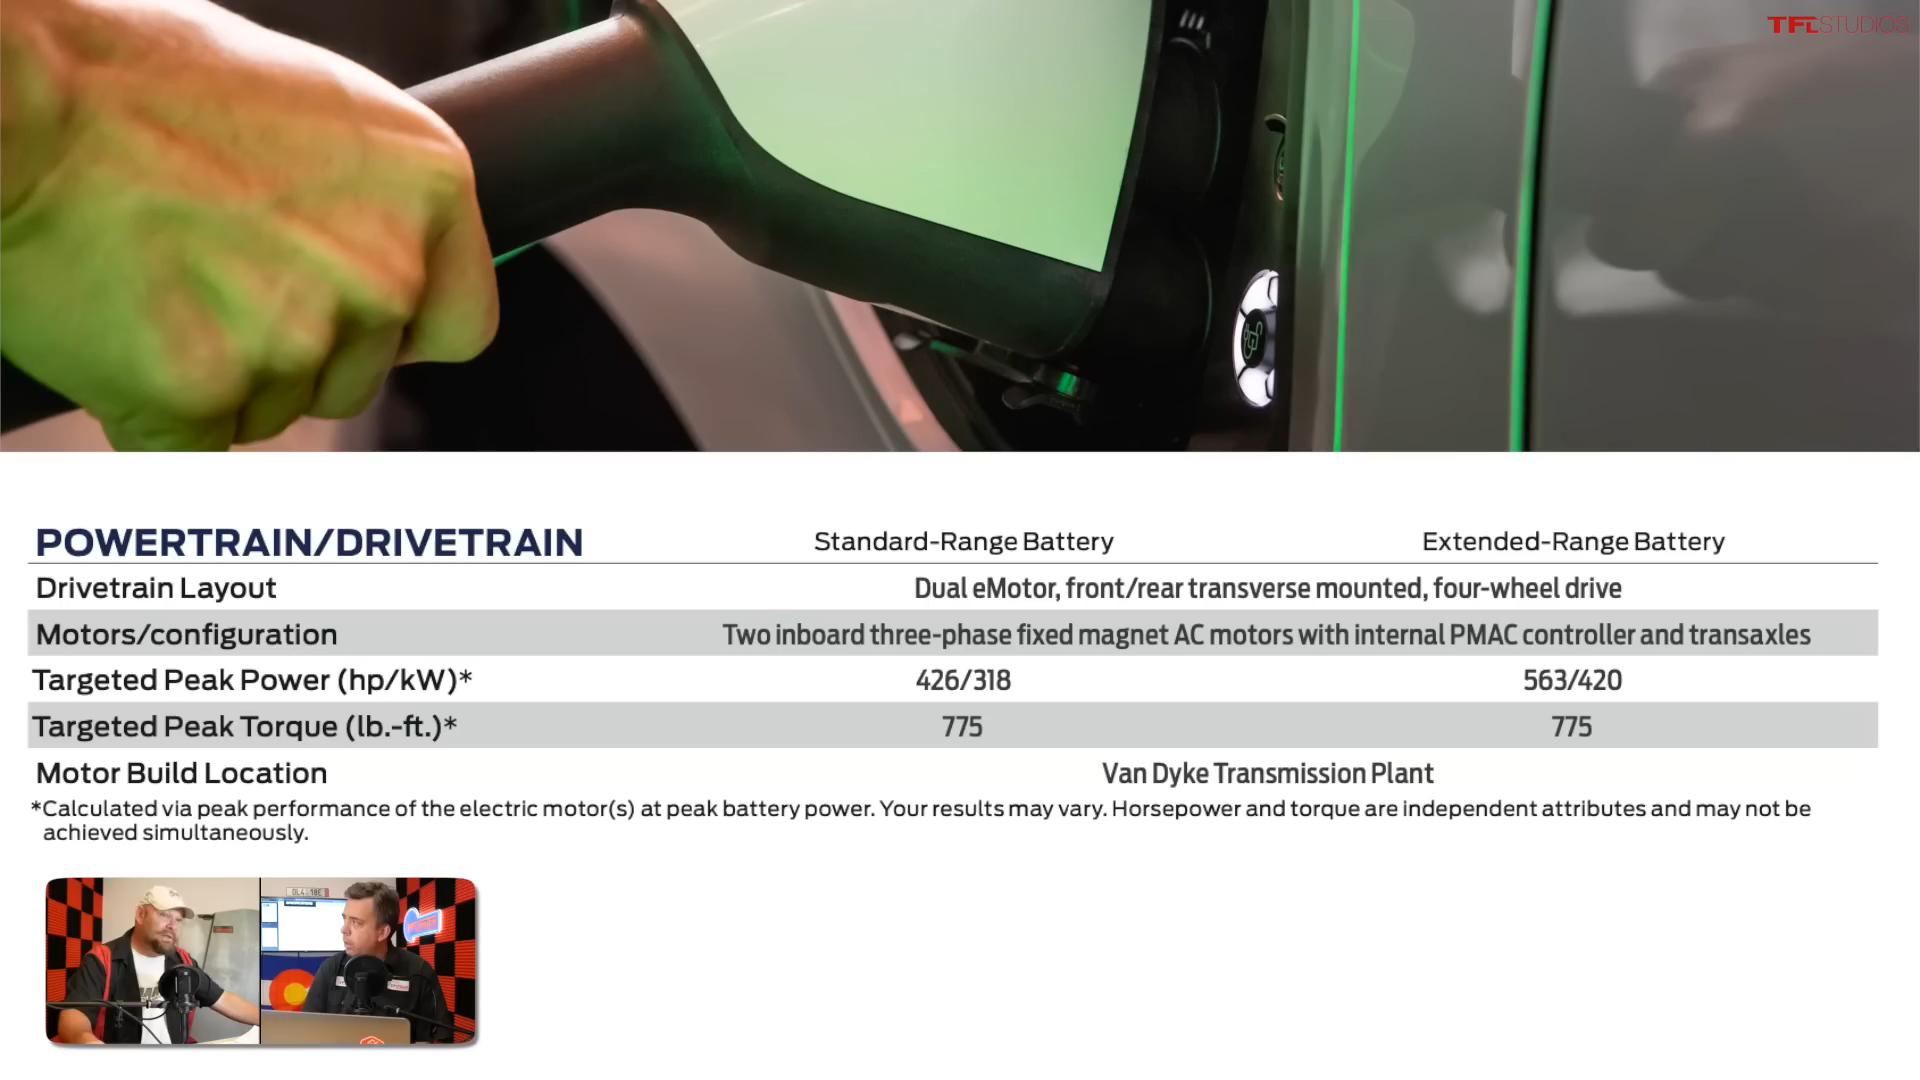 TFLSTUDIOS
POWERTRAIN/DRIVETRAIN Standard-Range Battery Extended-Range Battery
Drivetrain Layout Dual eMotor, front/rear transverse mounted, four-wheel drive
Motors/configuration Two inboard three-phase fixed magnet AC motors with internal PMAC controller and transaxles
Targeted Peak Power (hp/kW)* 426/318 563/420
Targeted Peak Torque (lb.-ft.)* 775 775
Motor Build Location Van Dyke Transmission Plant
*Calculated via peak performance of the electric motor(s) at peak battery power. Your results may vary. Horsepower and torque are independent attributes and may not be
achieved simultaneously.